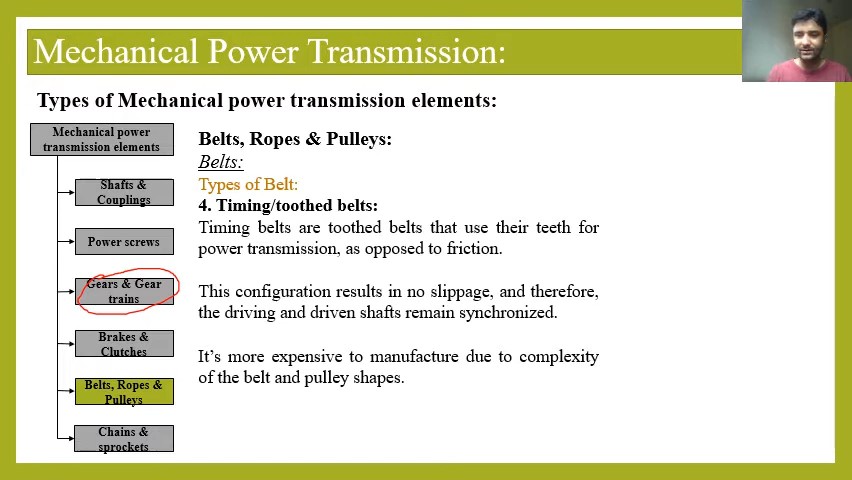 Mechanical Power Transmission:
Types of Mechanical power transmission elements:
Mechanical power
transmission elements
Shafts &
Couplings
Power screws
Gears & Gear
trains
Brakes &
Clutches
Belts, Ropes &
Pulleys
Chains &
sprockets
Belts, Ropes & Pulleys:
Belts:
Types of Belt:
4. Timing/toothed belts:
Timing belts are toothed belts that use their teeth for
power transmission, as opposed to friction.
This configuration results in no slippage, and therefore,
the driving and driven shafts remain synchronized.
It's more expensive to manufacture due to complexity
of the belt and pulley shapes.